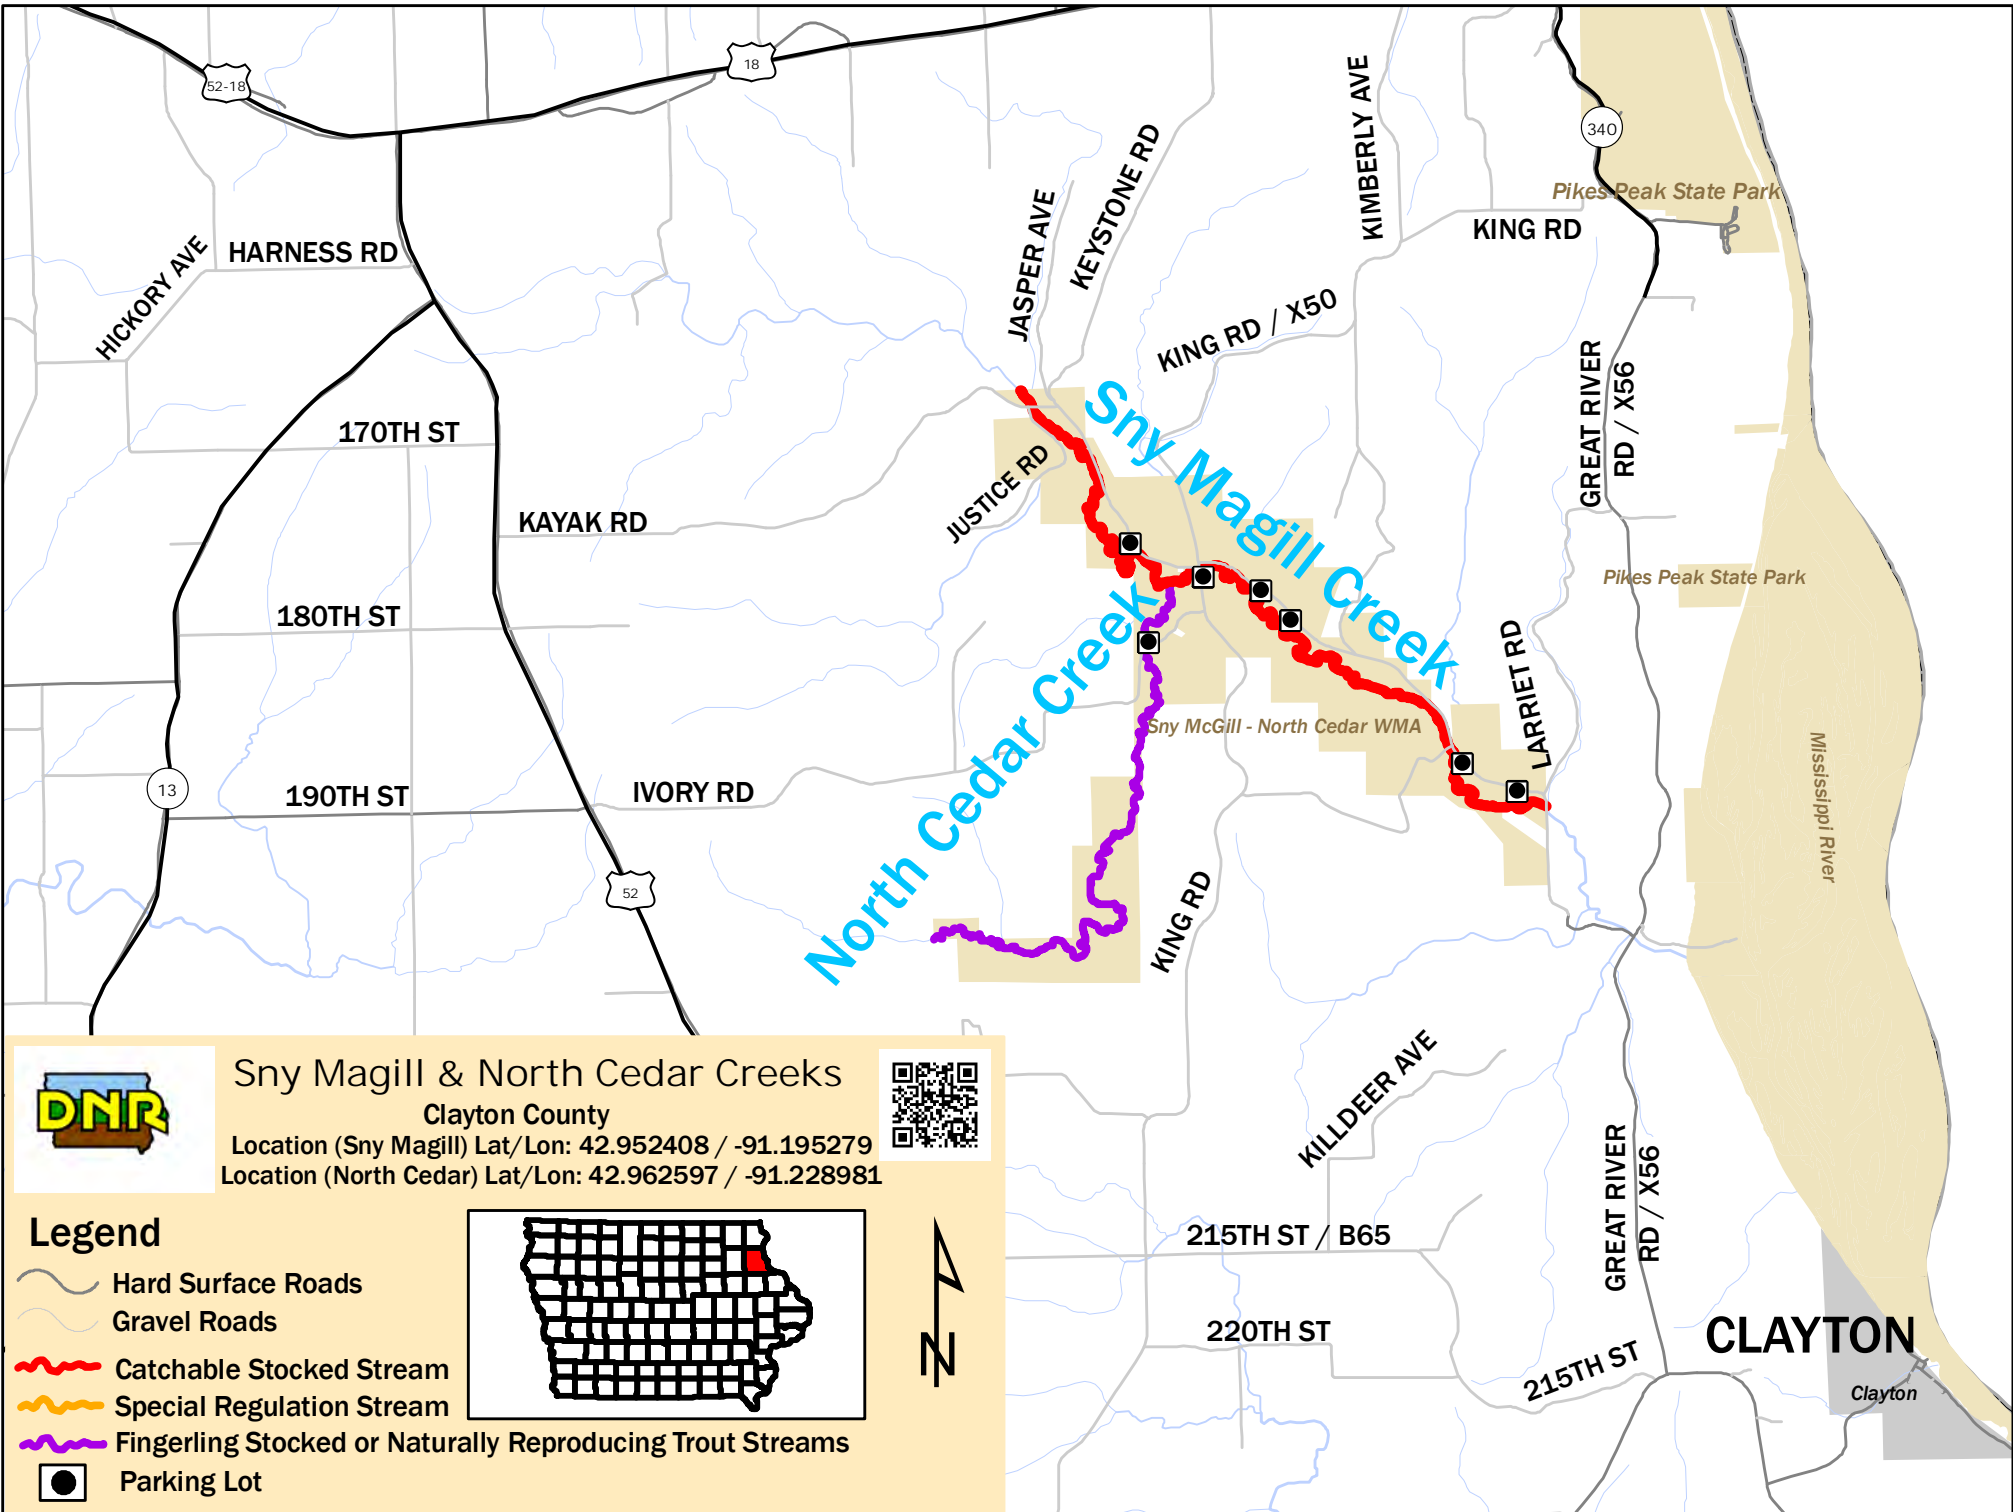 52-18
18
340
Pikes Peak State Park
KING RD
KIMBERLY AVE
KEYSTONE RD
JASPER AVE
HARNESS RD
HICKORY AVE
KING RD / X50
GREAT RIVER
RD / X56
Sny Magill Creek
170TH ST
JUSTICE RD
KAYAK RD
Pikes Peak State Park
180TH ST
North Cedar Creek
LARRIET RD
Sny McGill - North Cedar WMA
Mississippi River
13
190TH ST
IVORY RD
52
KING RD
KILLDEER AVE
GREAT RIVER
RD / X56
215TH ST / B65
220TH ST
215TH ST
CLAYTON
Clayton
DNR
Sny Magill & North Cedar Creeks
Clayton County
Location (Sny Magill) Lat/Lon: 42.952408 / -91.195279
Location (North Cedar) Lat/Lon: 42.962597 / -91.228981
Legend
Hard Surface Roads
Gravel Roads
Catchable Stocked Stream
Special Regulation Stream
Fingerling Stocked or Naturally Reproducing Trout Streams
Parking Lot
N